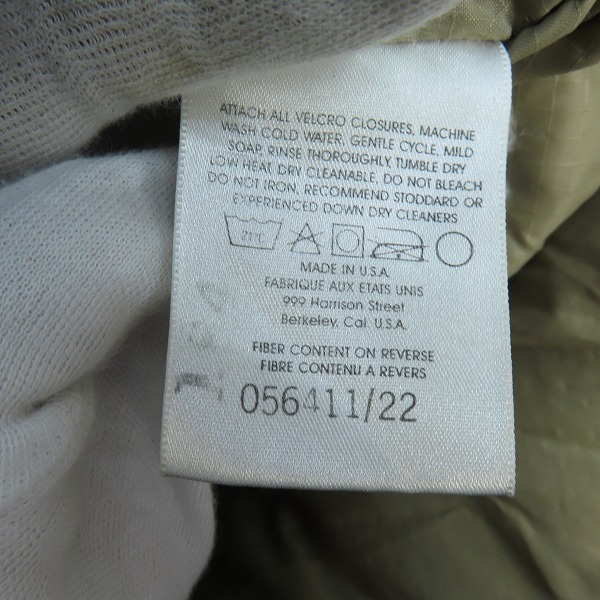 ATTACH ALL VELCRO CLOSURES, MACHINE
WASH COLD WATER, GENTLE CYCLE, MILD
SOAP, RINSE THOROUGHLY, TUMBLE DRY
LOW HEAT, DRY CLEANABLE, DO NOT BLEACH
DO NOT IRON, RECOMMEND STODDARD OR
EXPERIENCED DOWN DRY CLEANERS
21°C
MADE IN U.S.A.
FABRIQUE AUX ETATS UNIS
999 Harrison Street
Berkeley, Cal. U.S.A.
FIBER CONTENT ON REVERSE
FIBRE CONTENU A REVERS
056411/22